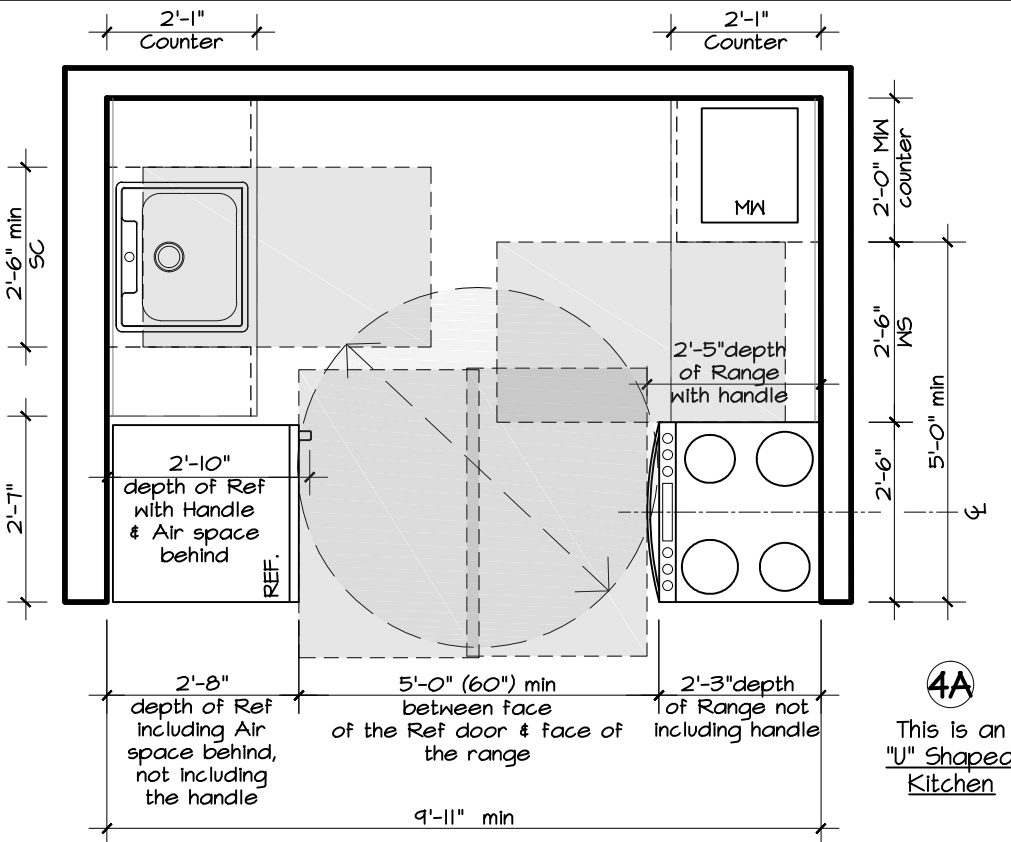 2'-1"
Counter
2'-1"
Counter
2'-0" MW
counter
MW
2'-6" min
SC
2'-6"
WS
2'-5"depth
of Range
with handle
5'-0" min
2'-10"
depth of Ref
with Handle
& Air space
behind
REF.
2'-7"
2'-6"
℄
2'-8"
depth of Ref
including Air
space behind,
not including
the handle
5'-0" (60") min
between face
of the Ref door & face of
the range
2'-3"depth
of Range not
including handle
4A
This is an
"U" Shaped
Kitchen
9'-11" min